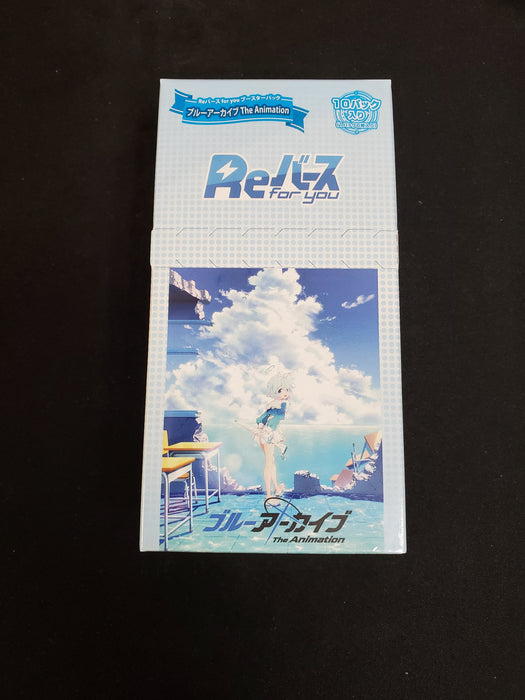 Reバース for you ブースターパック
ブルーアーカイブ The Animation
10パック
入り
Reバース
for you
ブルーアーカイブ
The Animation